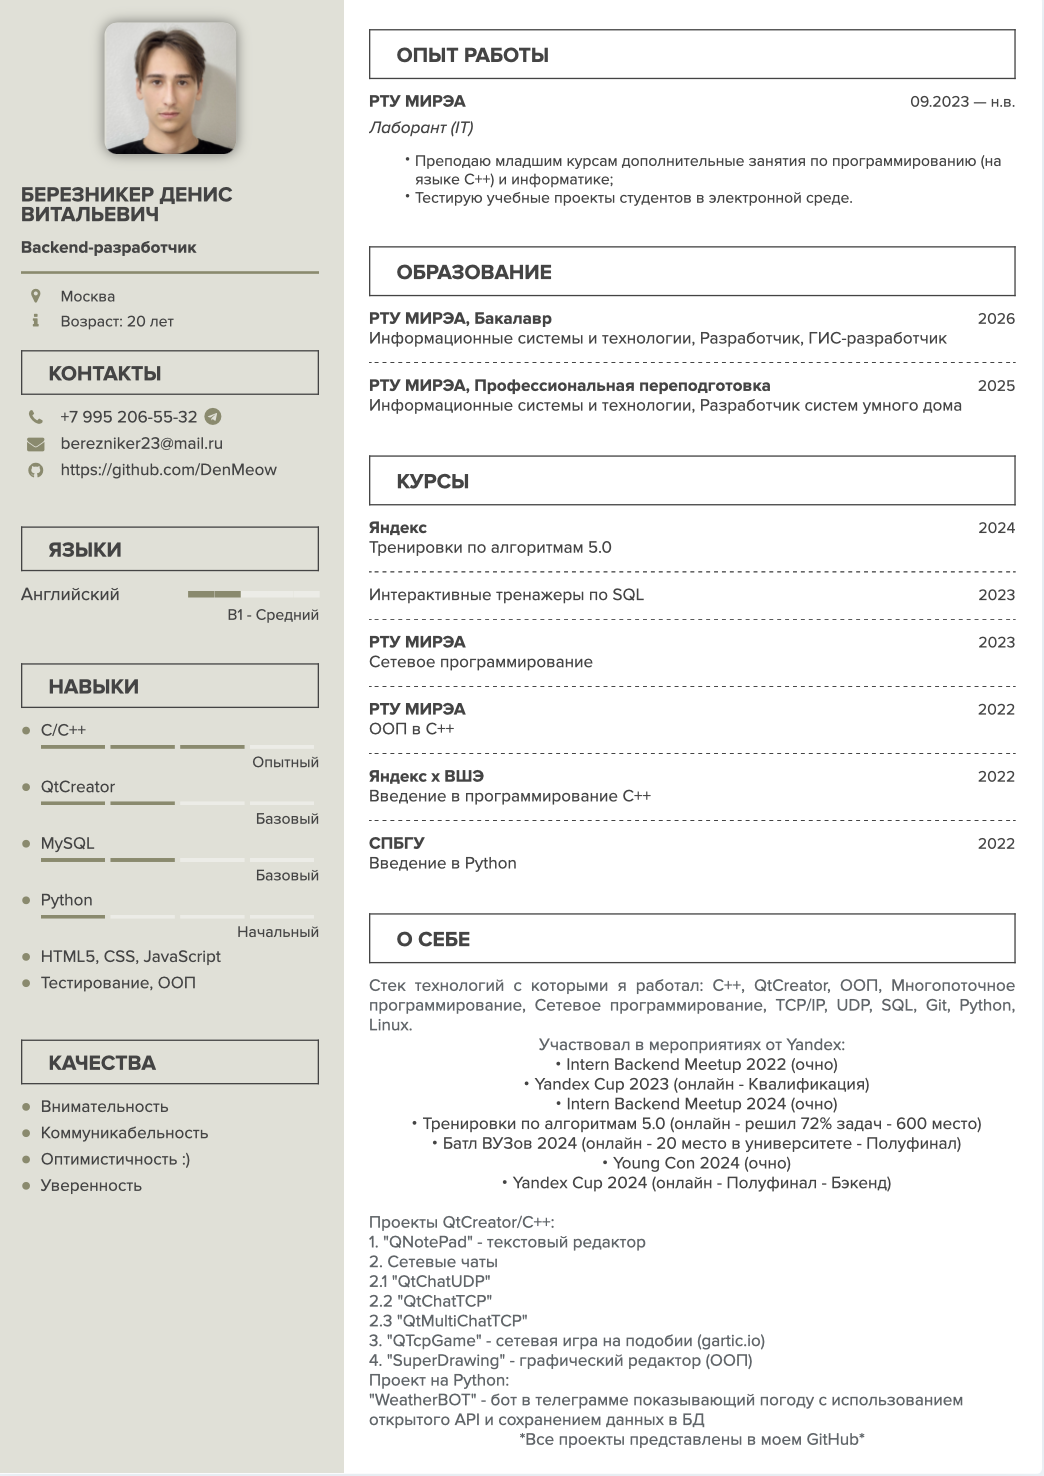 БЕРЕЗНИКЕР ДЕНИС
ВИТАЛЬЕВИЧ
Backend-разработчик
Москва
Возраст: 20 лет
КОНТАКТЫ
+7 995 206-55-32
berezniker23@mail.ru
https://github.com/DenMeow
ЯЗЫКИ
Английский
B1 - Средний
НАВЫКИ
• C/C++
Опытный
• QtCreator
Базовый
• MySQL
Базовый
• Python
Начальный
• HTML5, CSS, JavaScript
• Тестирование, ООП
КАЧЕСТВА
• Внимательность
• Коммуникабельность
• Оптимистичность :)
• Уверенность
ОПЫТ РАБОТЫ
РТУ МИРЭА 09.2023 — н.в.
Лаборант (IT)
• Преподаю младшим курсам дополнительные занятия по программированию (на
языке C++) и информатике;
• Тестирую учебные проекты студентов в электронной среде.
ОБРАЗОВАНИЕ
РТУ МИРЭА, Бакалавр 2026
Информационные системы и технологии, Разработчик, ГИС-разработчик
РТУ МИРЭА, Профессиональная переподготовка 2025
Информационные системы и технологии, Разработчик систем умного дома
КУРСЫ
Яндекс 2024
Тренировки по алгоритмам 5.0
Интерактивные тренажеры по SQL 2023
РТУ МИРЭА 2023
Сетевое программирование
РТУ МИРЭА 2022
ООП в C++
Яндекс x ВШЭ 2022
Введение в программирование C++
СПБГУ 2022
Введение в Python
О СЕБЕ
Стек технологий с которыми я работал: C++, QtCreator, ООП, Многопоточное
программирование, Сетевое программирование, TCP/IP, UDP, SQL, Git, Python,
Linux.
Участвовал в мероприятиях от Yandex:
• Intern Backend Meetup 2022 (очно)
• Yandex Cup 2023 (онлайн - Квалификация)
• Intern Backend Meetup 2024 (очно)
• Тренировки по алгоритмам 5.0 (онлайн - решил 72% задач - 600 место)
• Батл ВУЗов 2024 (онлайн - 20 место в университете - Полуфинал)
• Young Con 2024 (очно)
• Yandex Cup 2024 (онлайн - Полуфинал - Бэкенд)
Проекты QtCreator/C++:
1. "QNotePad" - текстовый редактор
2. Сетевые чаты
2.1 "QtChatUDP"
2.2 "QtChatTCP"
2.3 "QtMultiChatTCP"
3. "QTcpGame" - сетевая игра на подобии (gartic.io)
4. "SuperDrawing" - графический редактор (ООП)
Проект на Python:
"WeatherBOT" - бот в телеграмме показывающий погоду с использованием
открытого API и сохранением данных в БД
*Все проекты представлены в моем GitHub*